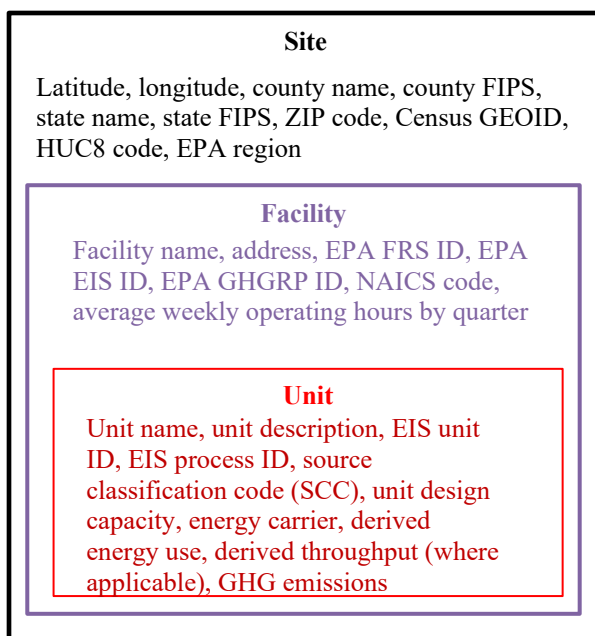 Site
Latitude, longitude, county name, county FIPS,
state name, state FIPS, ZIP code, Census GEOID,
HUC8 code, EPA region
Facility
Facility name, address, EPA FRS ID, EPA
EIS ID, EPA GHGRP ID, NAICS code,
average weekly operating hours by quarter
Unit
Unit name, unit description, EIS unit
ID, EIS process ID, source
classification code (SCC), unit design
capacity, energy carrier, derived
energy use, derived throughput (where
applicable), GHG emissions